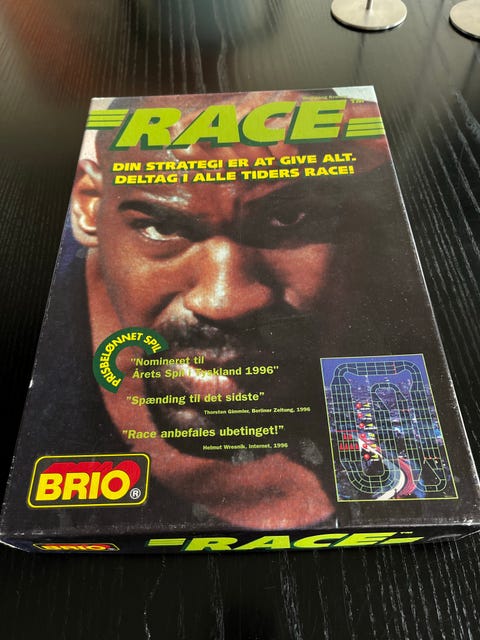 RACE
DIN STRATEGI ER AT GIVE ALT.
DELTAG I ALLE TIDERS RACE!
PRISBELØNNET SPIL
"Nomineret til
Årets Spil i Tyskland 1996"
"Spænding til det sidste"
Thorsten Gimmler, Berliner Zeitung, 1996
"Race anbefales ubetinget!"
Helmut Wresnik, Internet, 1996
BRIO®
BRIO
RACE